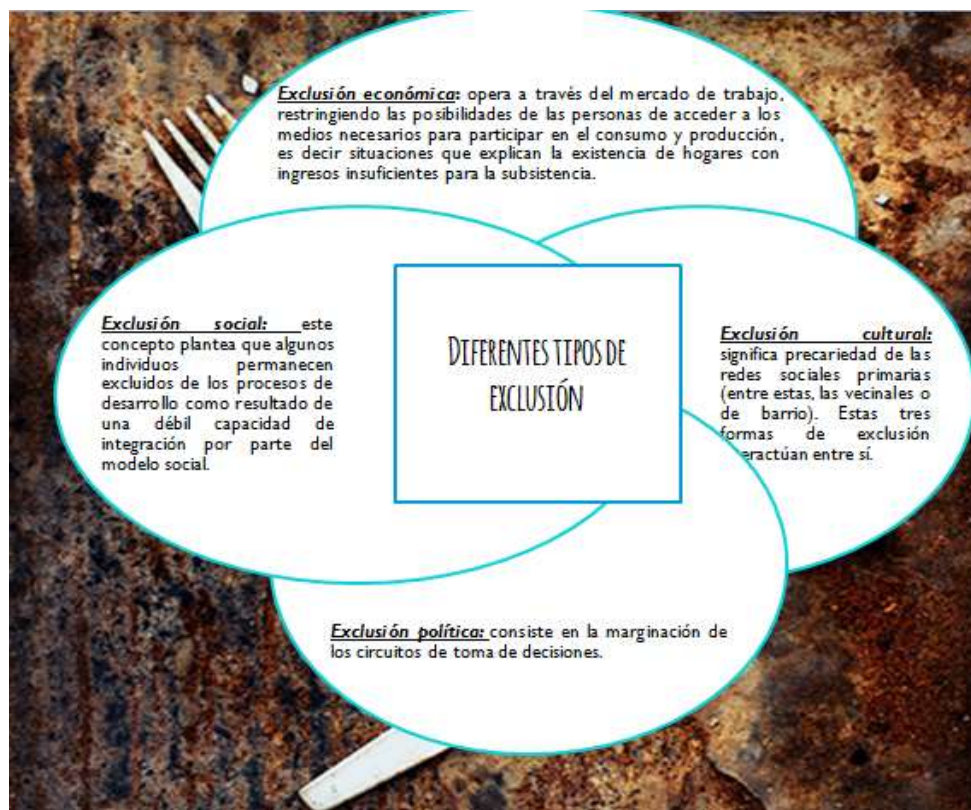 Exclusión económica: opera a través del mercado de trabajo,
restringiendo las posibilidades de las personas de acceder a los
medios necesarios para participar en el consumo y producción,
es decir situaciones que explican la existencia de hogares con
ingresos insuficientes para la subsistencia.
Exclusión social: este
concepto plantea que algunos
individuos permanecen
excluidos de los procesos de
desarrollo como resultado de
una débil capacidad de
integración por parte del
modelo social.
DIFERENTES TIPOS DE
EXCLUSIÓN
Exclusión cultural:
significa precariedad de las
redes sociales primarias
(entre estas, las vecinales o
de barrio). Estas tres
formas de exclusión
entre sí.
Exclusión política: consiste en la marginación de
los circuitos de toma de decisiones.